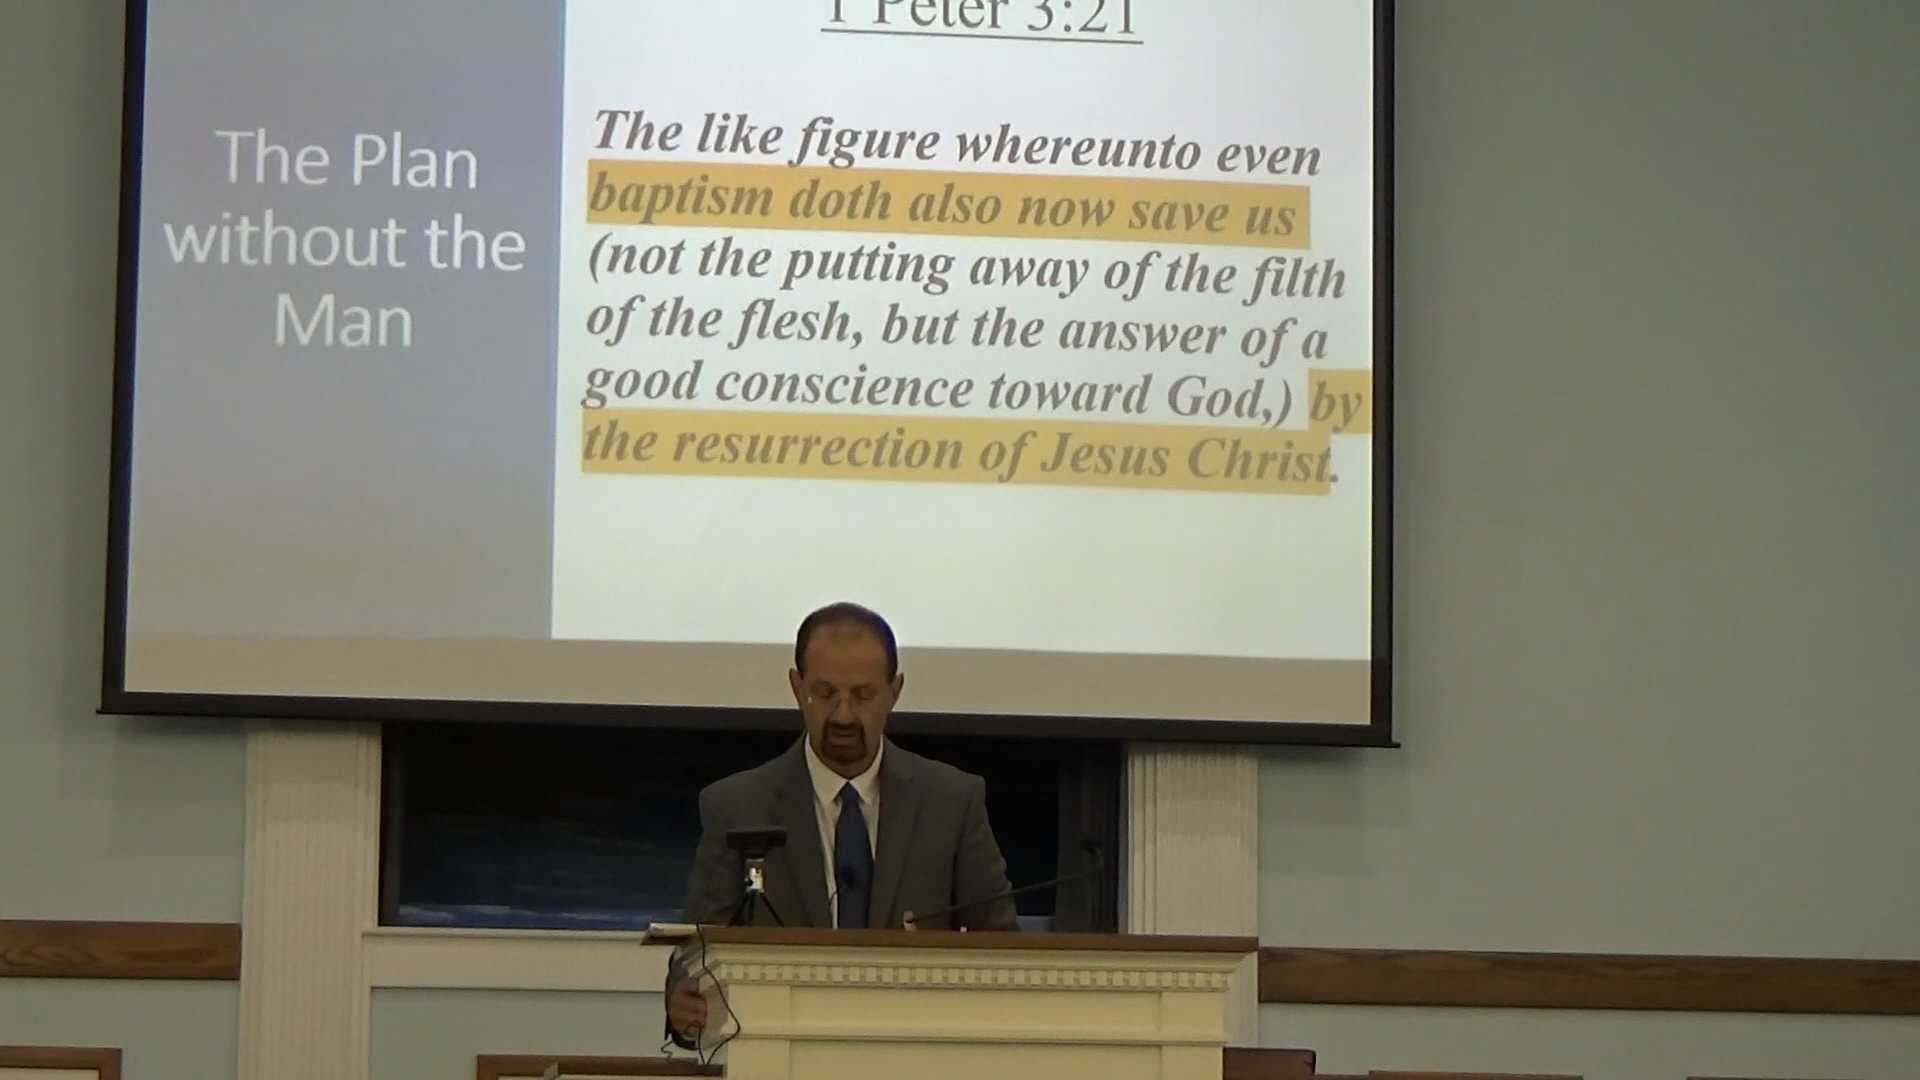 The Plan
without the
Man
1 Peter 3:21
The like figure whereunto even
baptism doth also now save us
(not the putting away of the filth
of the flesh, but the answer of a
good conscience toward God,) by
the resurrection of Jesus Christ.